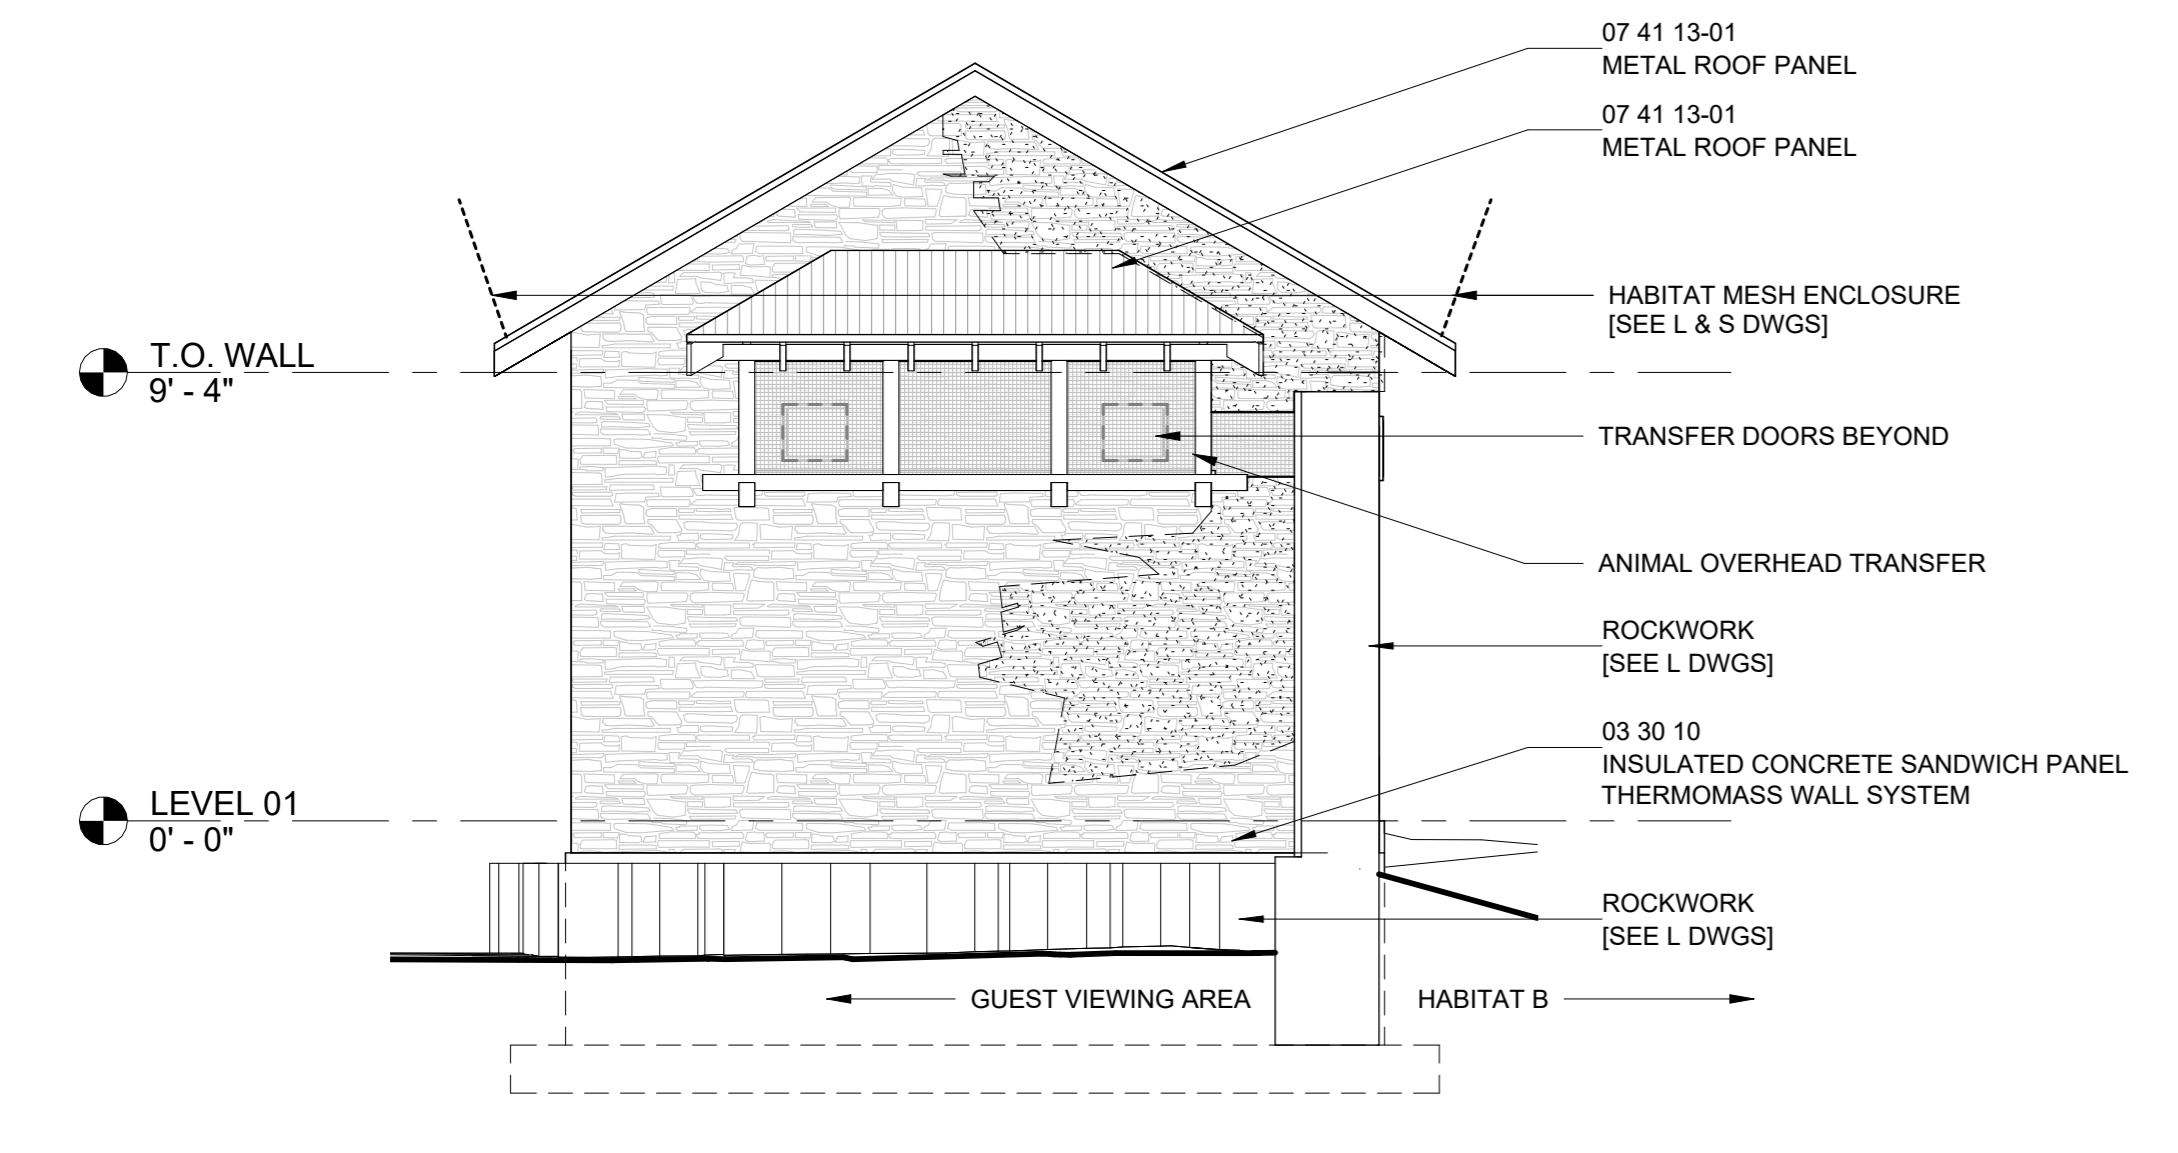 07 41 13-01
METAL ROOF PANEL
07 41 13-01
METAL ROOF PANEL
HABITAT MESH ENCLOSURE
[SEE L & S DWGS]
T.O. WALL
9' - 4"
TRANSFER DOORS BEYOND
ANIMAL OVERHEAD TRANSFER
ROCKWORK
[SEE L DWGS]
03 30 10
INSULATED CONCRETE SANDWICH PANEL
THERMOMASS WALL SYSTEM
LEVEL 01
0' - 0"
ROCKWORK
[SEE L DWGS]
GUEST VIEWING AREA
HABITAT B